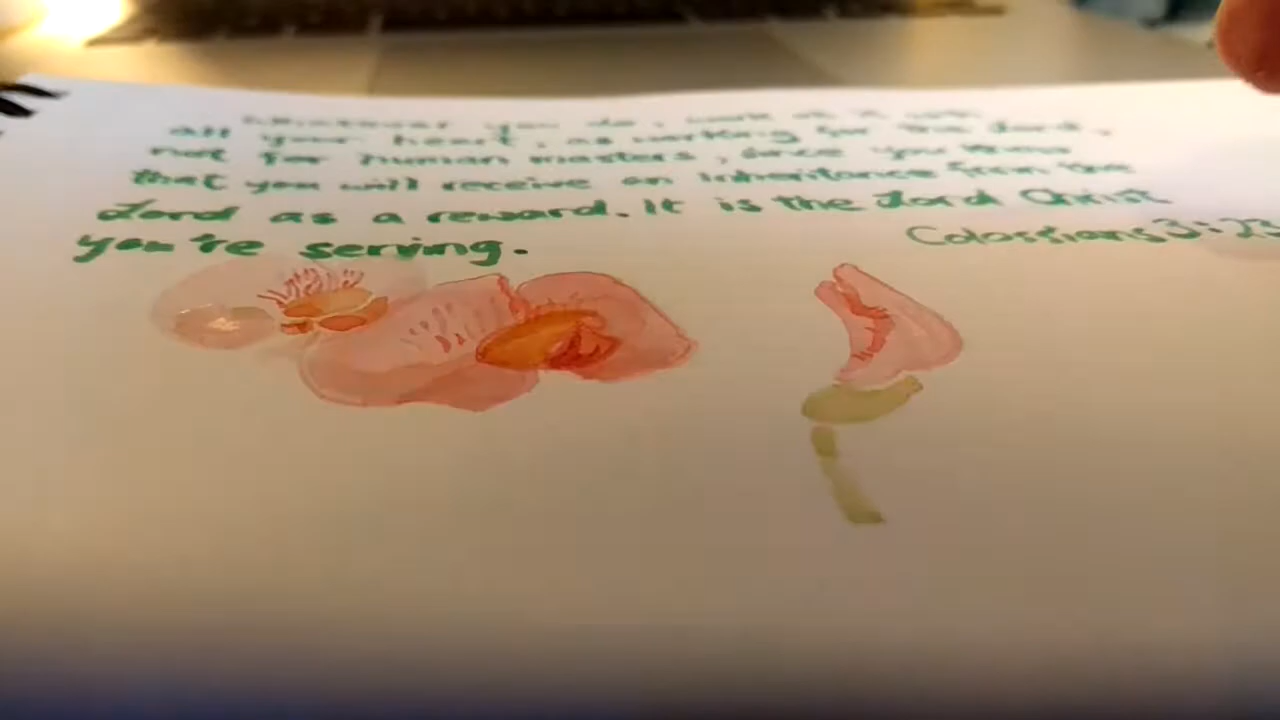 Whatever you do, work at it with
all your heart, as working for the Lord,
not for human masters, since you know
that you will receive an inheritance from the
Lord as a reward. It is the Lord Christ
you're serving.
Colossians 3:23